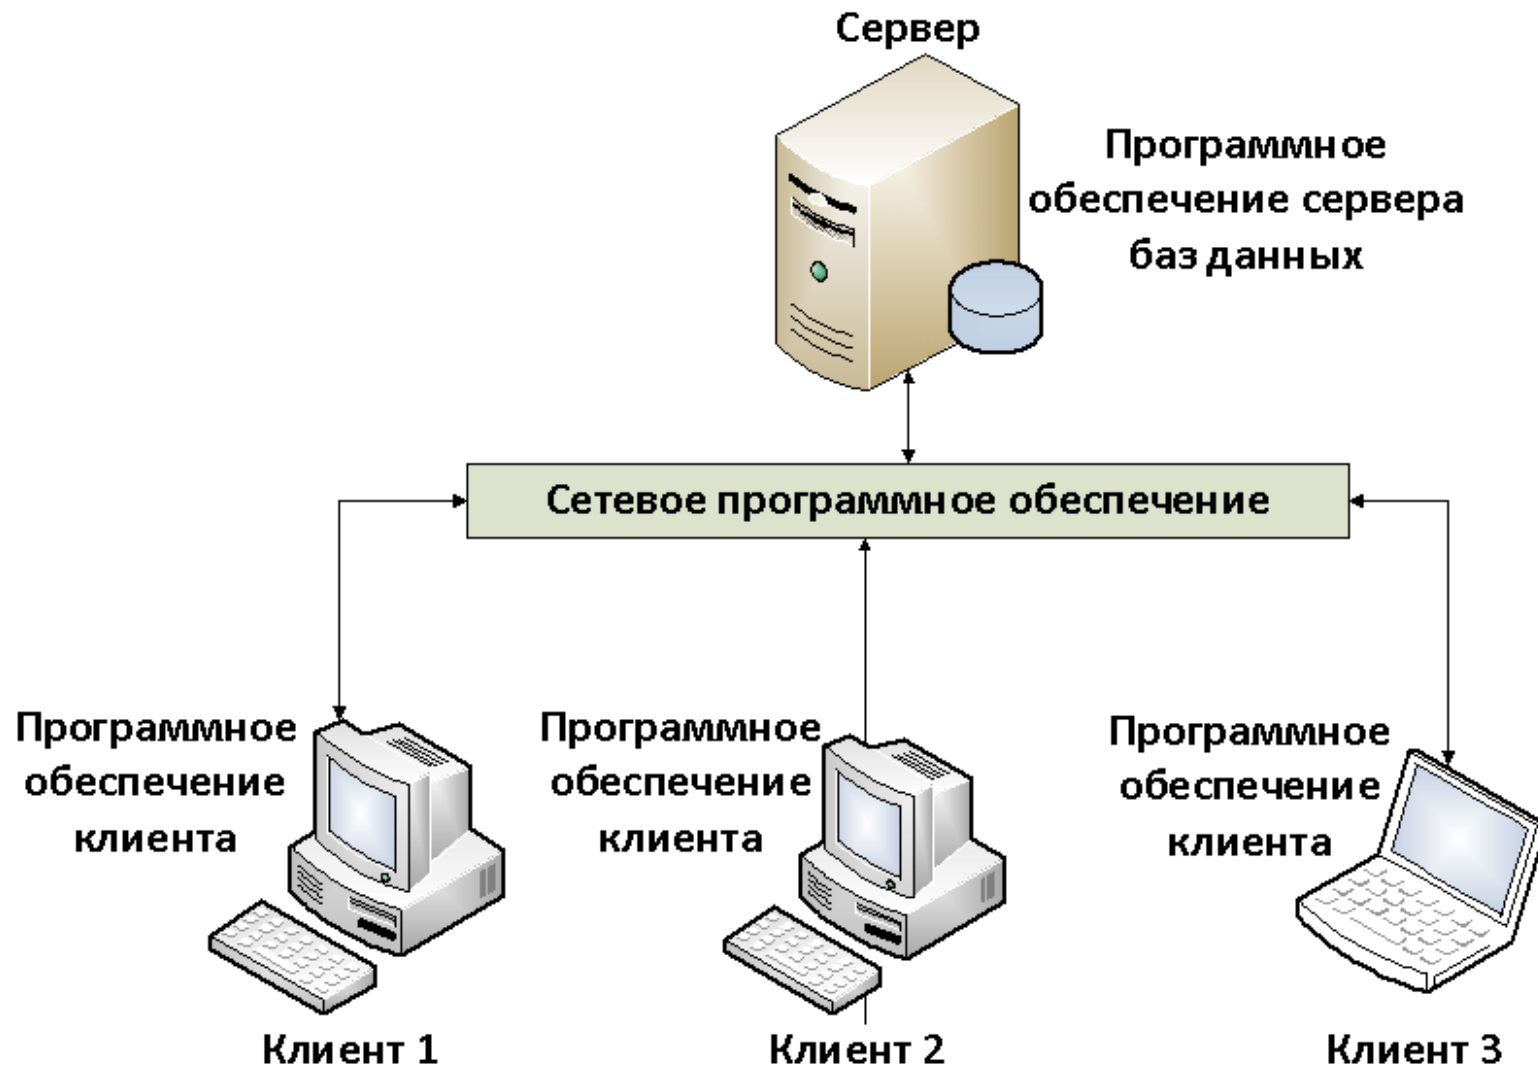 Сервер
Программное
обеспечение сервера
баз данных
Сетевое программное обеспечение
Программное
обеспечение
клиента
Программное
обеспечение
клиента
Программное
обеспечение
клиента
Клиент 1
Клиент 2
Клиент 3